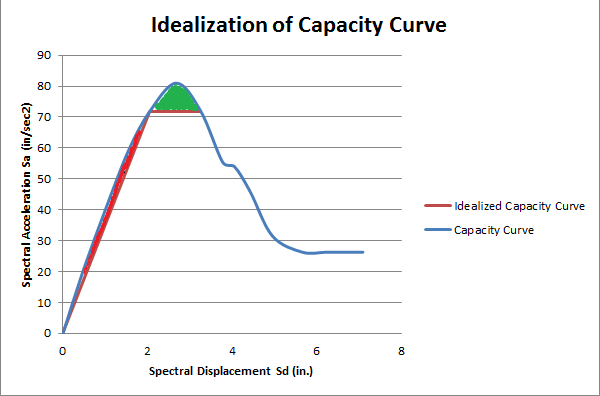 Idealization of Capacity Curve
Spectral Acceleration Sa (in/sec2)
90
80
70
60
50
40
30
20
10
0
0 2 4 6 8
Spectral Displacement Sd (in.)
Idealized Capacity Curve
Capacity Curve